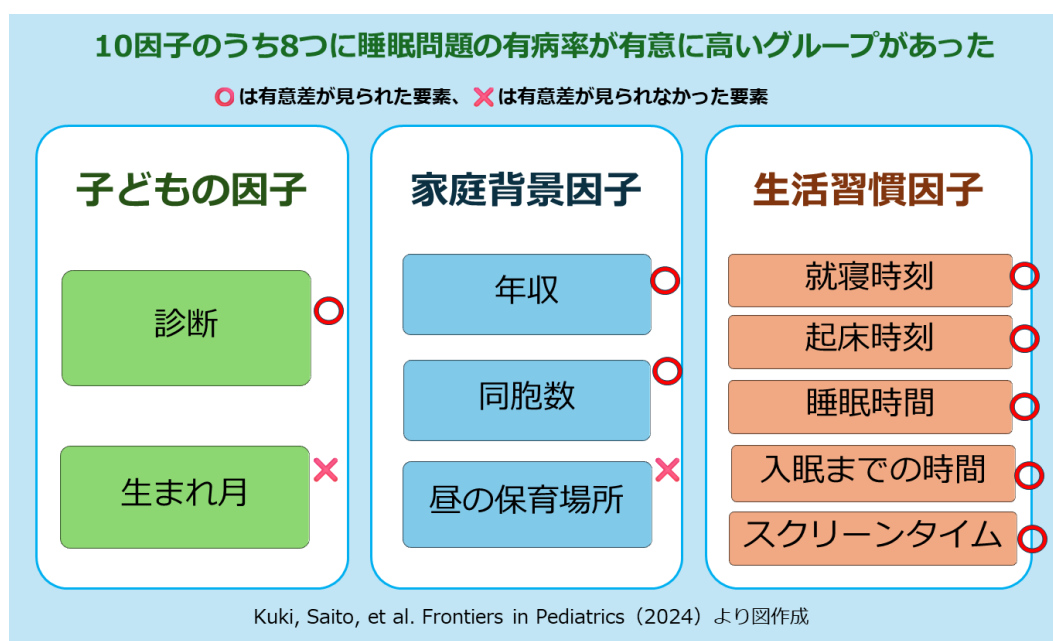 10因子のうち8つに睡眠問題の有病率が有意に高いグループがあった
⭕は有意差が見られた要素、❌は有意差が見られなかった要素
子どもの因子
診断
生まれ月
家庭背景因子
年収
同胞数
昼の保育場所
生活習慣因子
就寝時刻
起床時刻
睡眠時間
入眠までの時間
スクリーンタイム
Kuki, Saito, et al. Frontiers in Pediatrics（2024）より図作成